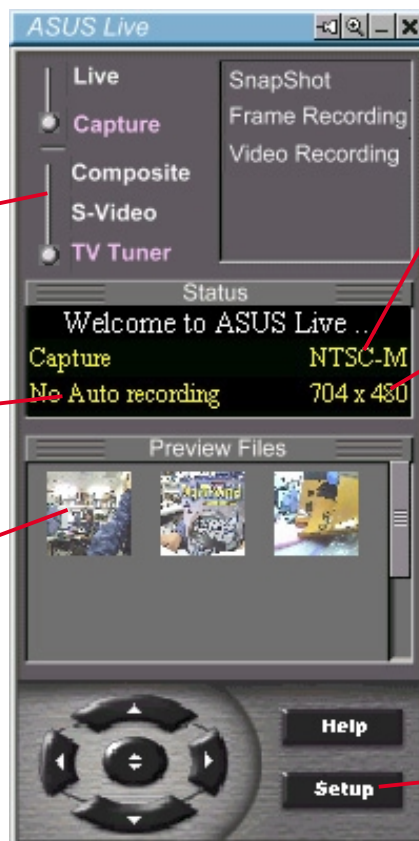 ASUS Live
Live
Capture
Composite
S-Video
TV Tuner
SnapShot
Frame Recording
Video Recording
Status
Welcome to ASUS Live ..
Capture NTSC-M
No Auto recording 704 x 480
Preview Files
Help
Setup